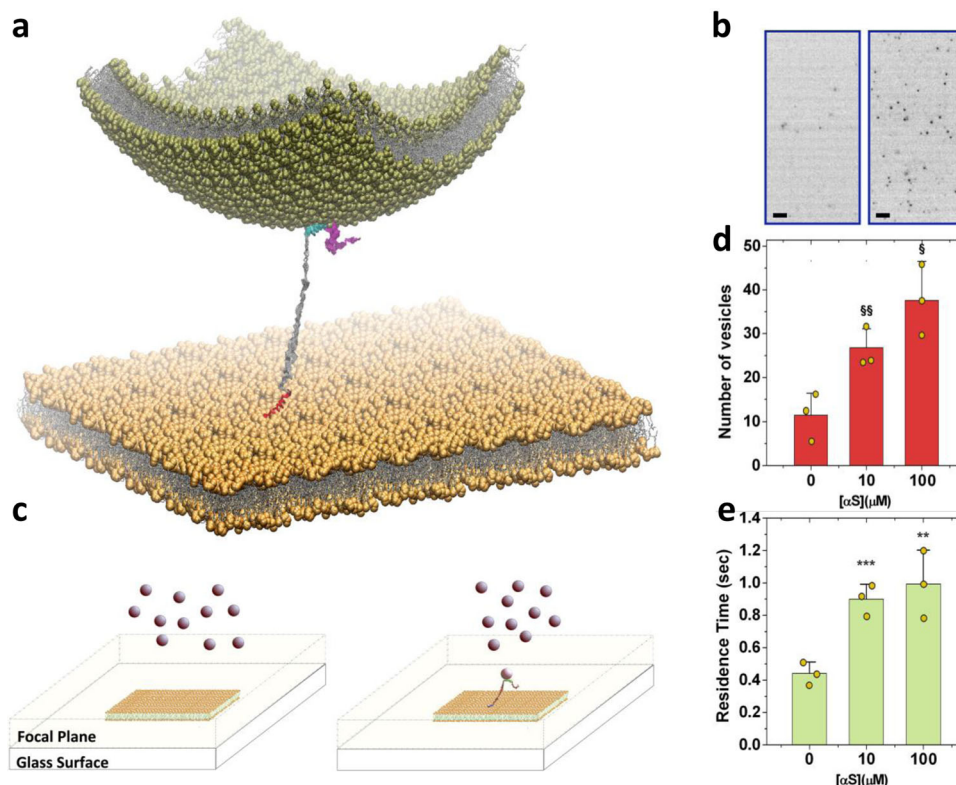 a
b
d
50
40
30
20
10
0
Number of vesicles
§§
§
0
10
100
[αS](μM)
c
Focal Plane
Glass Surface
e
1.4
1.2
1.0
0.8
0.6
0.4
0.2
0.0
Residence Time (sec)
***
**
0
10
100
[αS](μM)